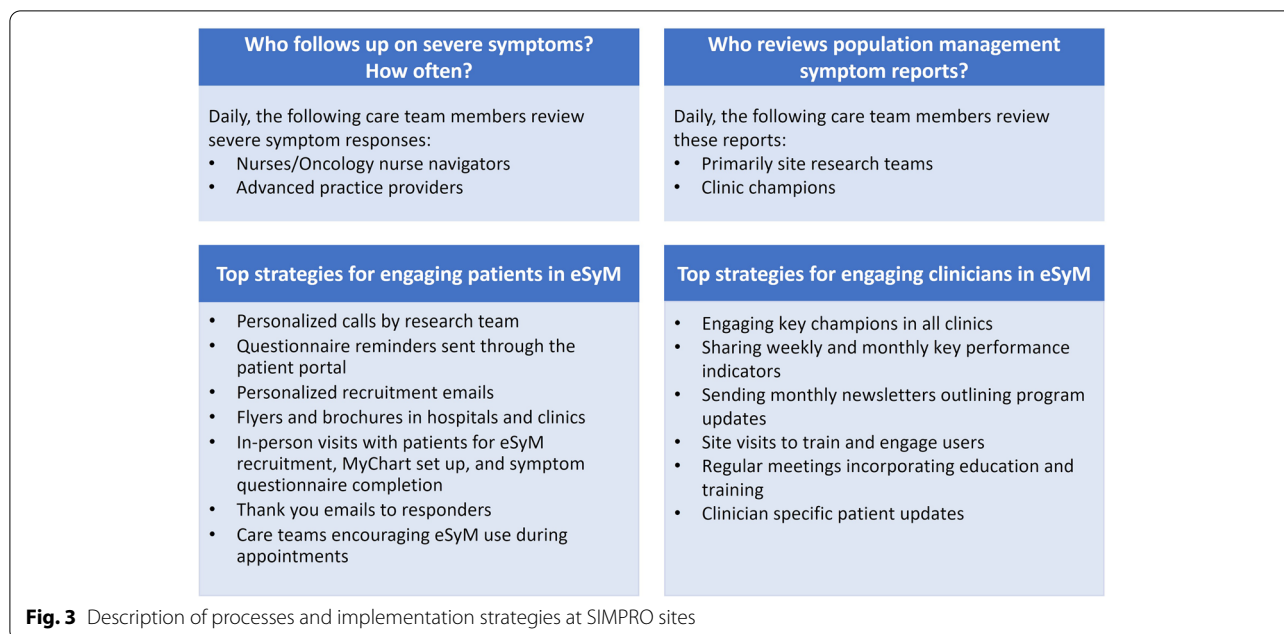 Who follows up on severe symptoms?
How often?
Daily, the following care team members review
severe symptom responses:
• Nurses/Oncology nurse navigators
• Advanced practice providers
Who reviews population management
symptom reports?
Daily, the following care team members review
these reports:
• Primarily site research teams
• Clinic champions
Top strategies for engaging patients in eSyM
• Personalized calls by research team
• Questionnaire reminders sent through the
patient portal
• Personalized recruitment emails
• Flyers and brochures in hospitals and clinics
• In-person visits with patients for eSyM
recruitment, MyChart set up, and symptom
questionnaire completion
• Thank you emails to responders
• Care teams encouraging eSyM use during
appointments
Top strategies for engaging clinicians in eSyM
• Engaging key champions in all clinics
• Sharing weekly and monthly key performance
indicators
• Sending monthly newsletters outlining program
updates
• Site visits to train and engage users
• Regular meetings incorporating education and
training
• Clinician specific patient updates
Fig. 3 Description of processes and implementation strategies at SIMPRO sites